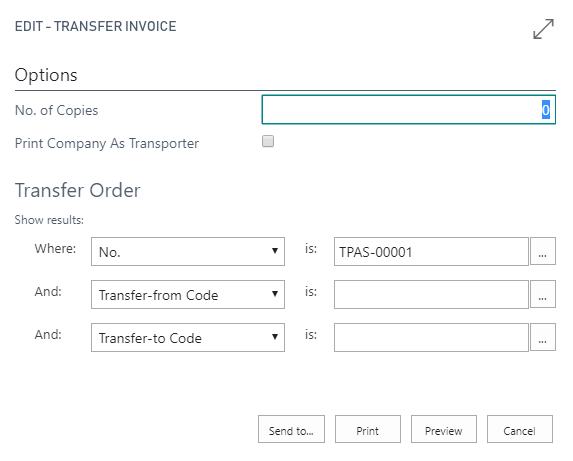 EDIT - TRANSFER INVOICE
Options
No. of Copies 0
Print Company As Transporter
Transfer Order
Show results:
Where: No. is: TPAS-00001 ...
And: Transfer-from Code is: ...
And: Transfer-to Code is: ...
Send to... Print Preview Cancel